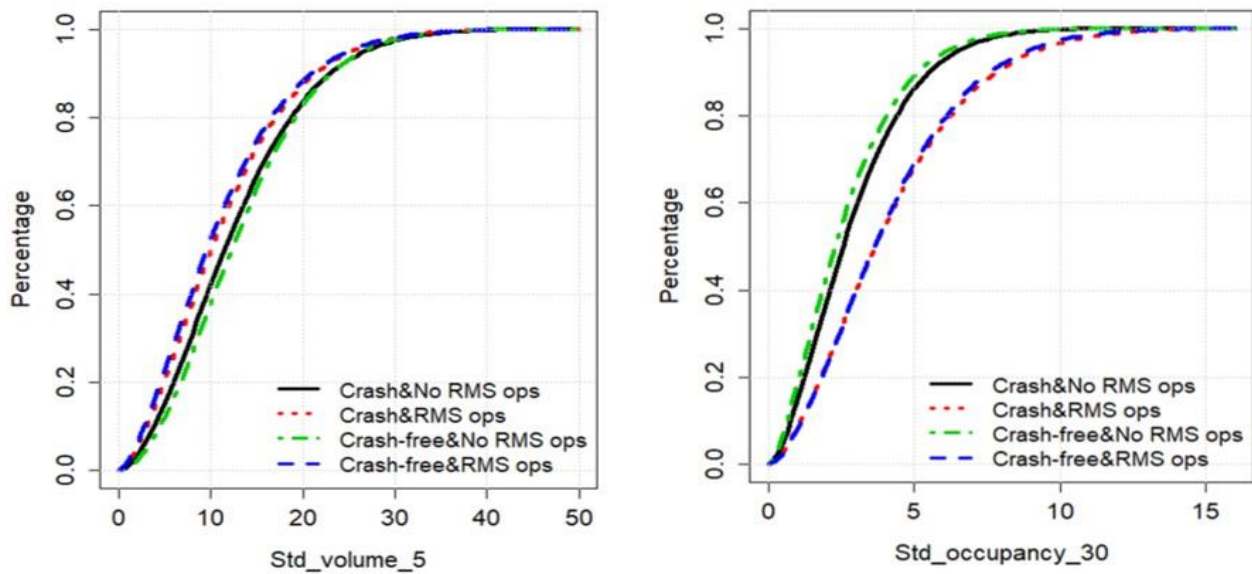 Percentage
0.0
0.2
0.4
0.6
0.8
1.0
Crash&No RMS ops
Crash&RMS ops
Crash-free&No RMS ops
Crash-free&RMS ops
0 10 20 30 40 50
Std_volume_5
Percentage
0.0
0.2
0.4
0.6
0.8
1.0
Crash&No RMS ops
Crash&RMS ops
Crash-free&No RMS ops
Crash-free&RMS ops
0 5 10 15
Std_occupancy_30